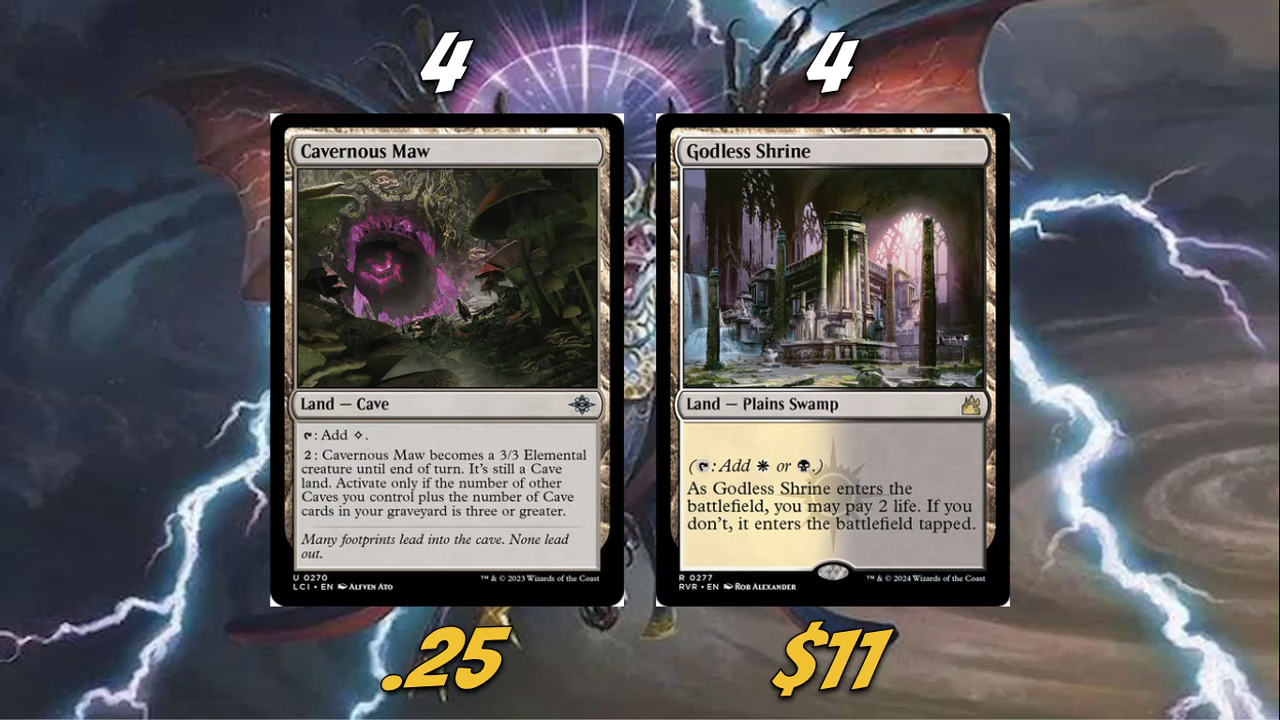 4
4
Cavernous Maw
Land — Cave
: Add .
2 : Cavernous Maw becomes a 3/3 Elemental
creature until end of turn. It's still a Cave
land. Activate only if the number of other
Caves you control plus the number of Cave
cards in your graveyard is three or greater.
Many footprints lead into the cave. None lead
out.
U 0270
LCI • EN Alfven Ato
™ & © 2023 Wizards of the Coast
Godless Shrine
Land — Plains Swamp
( : Add or .)
As Godless Shrine enters the
battlefield, you may pay 2 life. If you
don't, it enters the battlefield tapped.
R 0277
RVR • EN Rob Alexander
™ & © 2024 Wizards of the Coast
.25
$11